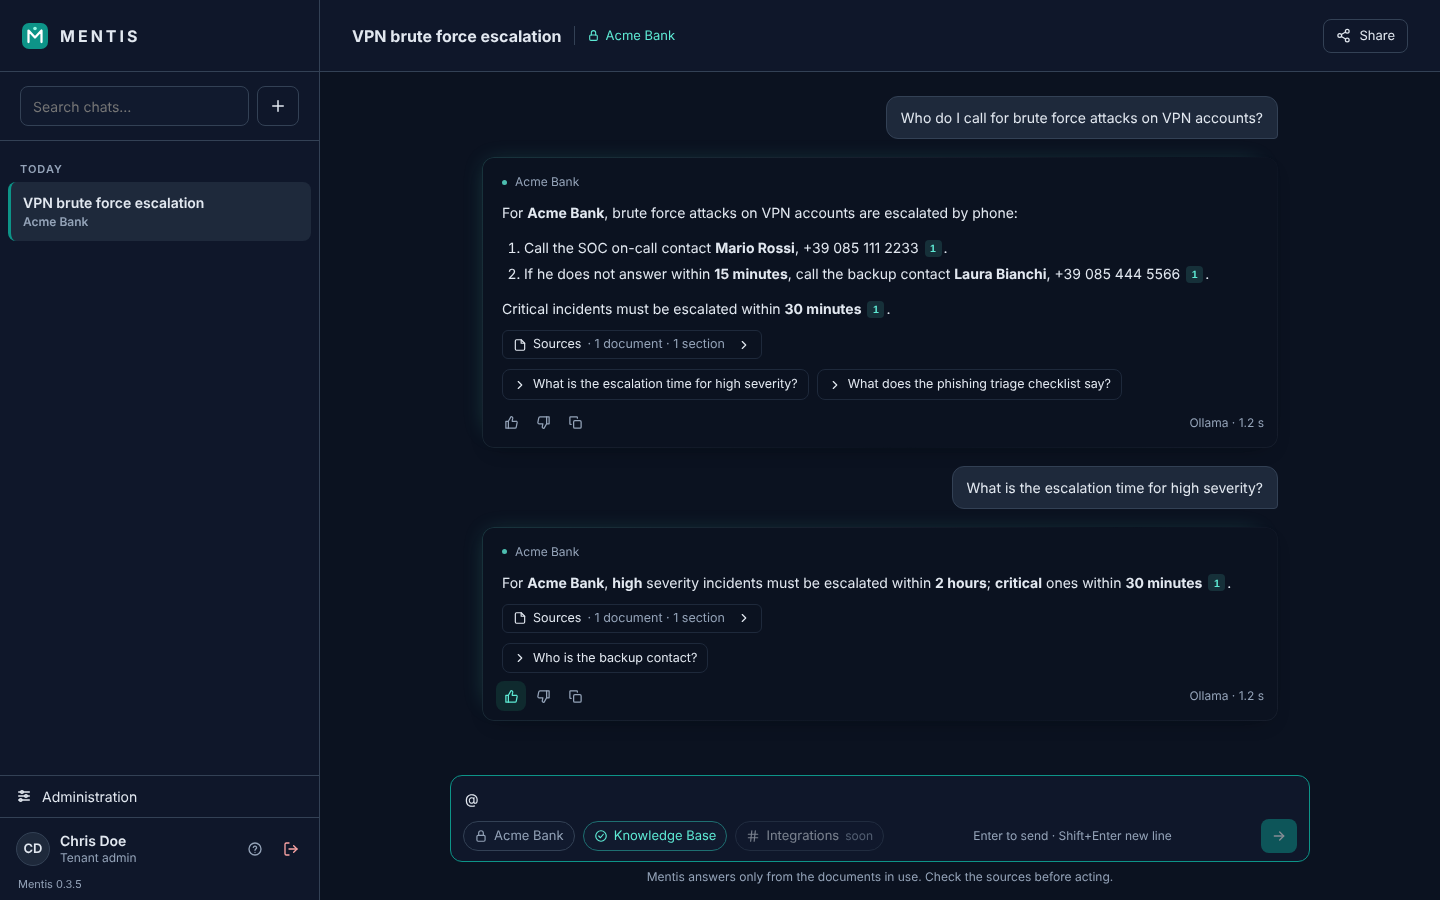 MENTIS
VPN brute force escalation
Acme Bank
Share
Search chats...
TODAY
VPN brute force escalation
Acme Bank
Who do I call for brute force attacks on VPN accounts?
Acme Bank
For Acme Bank, brute force attacks on VPN accounts are escalated by phone:
1. Call the SOC on-call contact Mario Rossi, +39 085 111 2233 1 .
2. If he does not answer within 15 minutes, call the backup contact Laura Bianchi, +39 085 444 5566 1 .
Critical incidents must be escalated within 30 minutes 1 .
Sources · 1 document · 1 section
What is the escalation time for high severity?
What does the phishing triage checklist say?
Ollama · 1.2 s
What is the escalation time for high severity?
Acme Bank
For Acme Bank, high severity incidents must be escalated within 2 hours; critical ones within 30 minutes 1 .
Sources · 1 document · 1 section
Who is the backup contact?
Ollama · 1.2 s
@
Acme Bank
Knowledge Base
Integrations soon
Enter to send · Shift+Enter new line
Mentis answers only from the documents in use. Check the sources before acting.
Administration
CD
Chris Doe
Tenant admin
Mentis 0.3.5